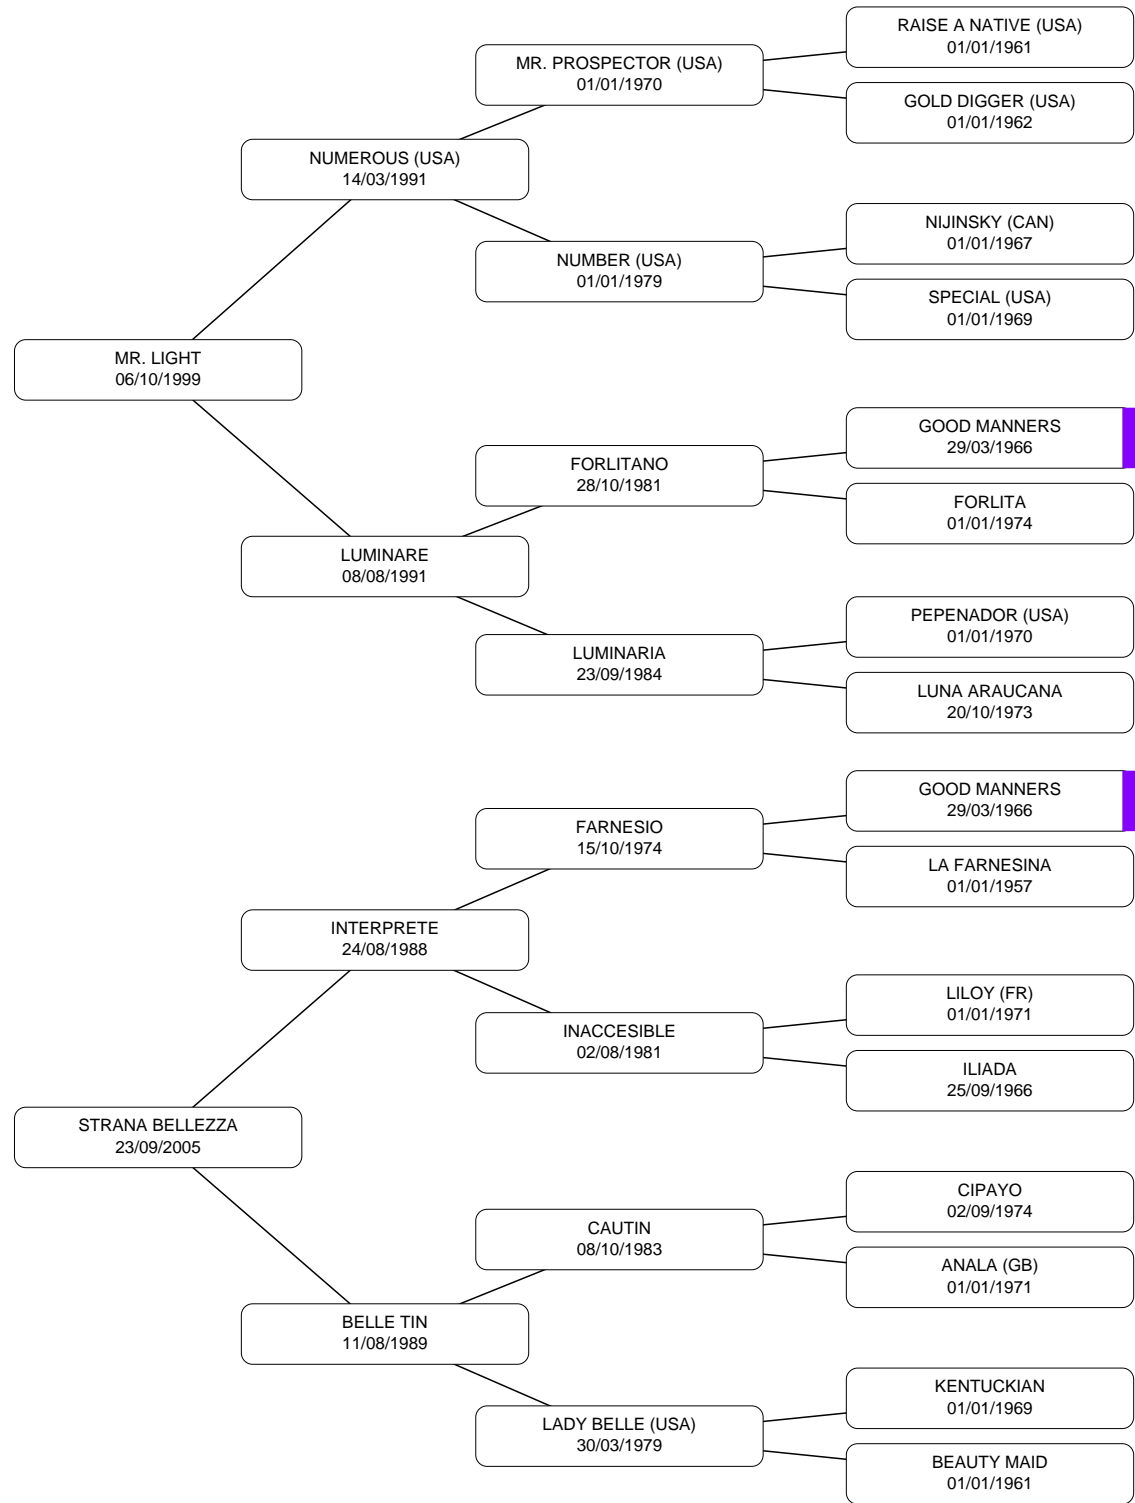 RAISE A NATIVE (USA)
01/01/1961
MR. PROSPECTOR (USA)
01/01/1970
GOLD DIGGER (USA)
01/01/1962
NUMEROUS (USA)
14/03/1991
NIJINSKY (CAN)
01/01/1967
NUMBER (USA)
01/01/1979
SPECIAL (USA)
01/01/1969
MR. LIGHT
06/10/1999
GOOD MANNERS
29/03/1966
FORLITANO
28/10/1981
FORLITA
01/01/1974
LUMINARE
08/08/1991
PEPENADOR (USA)
01/01/1970
LUMINARIA
23/09/1984
LUNA ARAUCANA
20/10/1973
GOOD MANNERS
29/03/1966
FARNESIO
15/10/1974
LA FARNESINA
01/01/1957
INTERPRETE
24/08/1988
LILOY (FR)
01/01/1971
INACCESIBLE
02/08/1981
ILIADA
25/09/1966
STRANA BELLEZZA
23/09/2005
CIPAYO
02/09/1974
CAUTIN
08/10/1983
ANALA (GB)
01/01/1971
BELLE TIN
11/08/1989
KENTUCKIAN
01/01/1969
LADY BELLE (USA)
30/03/1979
BEAUTY MAID
01/01/1961